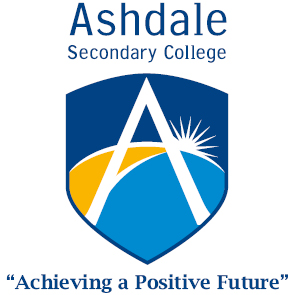 Ashdale
Secondary College
A
“Achieving a Positive Future”